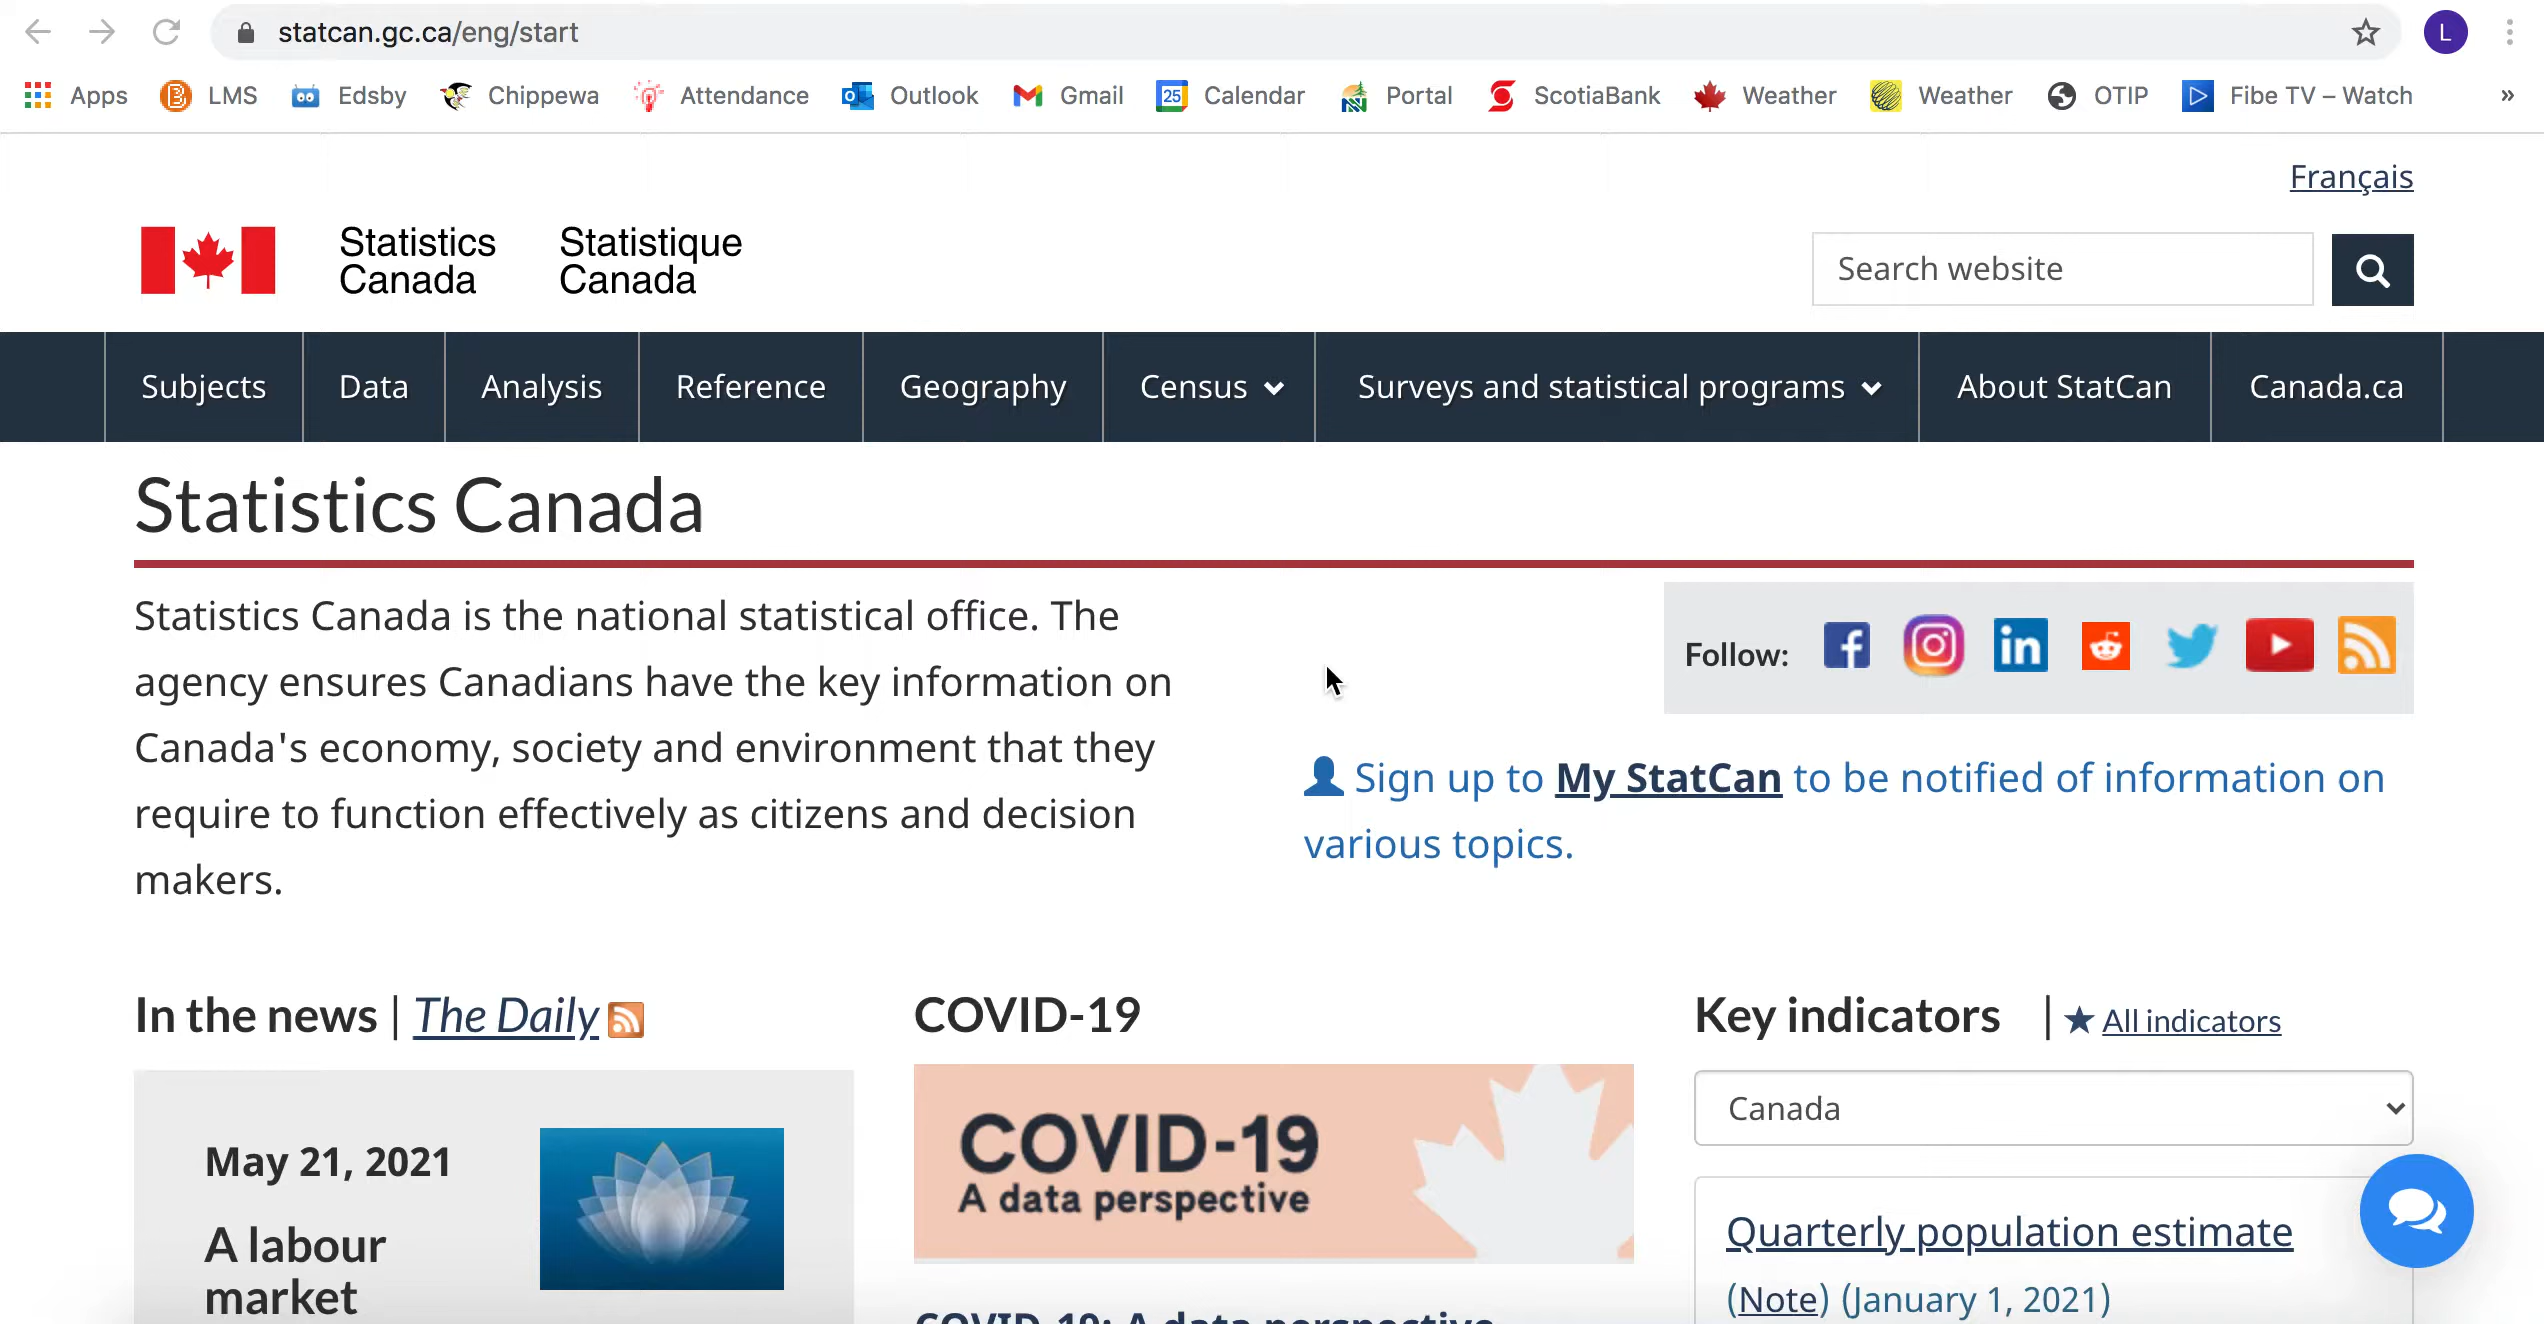 statcan.gc.ca/eng/start
L
Apps LMS Edsby Chippewa Attendance Outlook Gmail 25 Calendar Portal ScotiaBank Weather Weather OTIP Fibe TV – Watch »
Français
Statistics Canada
Statistique Canada
Search website
Subjects Data Analysis Reference Geography Census Surveys and statistical programs About StatCan Canada.ca
Statistics Canada
Statistics Canada is the national statistical office. The
agency ensures Canadians have the key information on
Canada's economy, society and environment that they
require to function effectively as citizens and decision
makers.
Follow:
Sign up to My StatCan to be notified of information on
various topics.
In the news | The Daily
May 21, 2021
A labour
market
COVID-19
COVID-19
A data perspective
COVID-19: A data perspective
Key indicators | All indicators
Canada
Quarterly population estimate
(Note) (January 1, 2021)